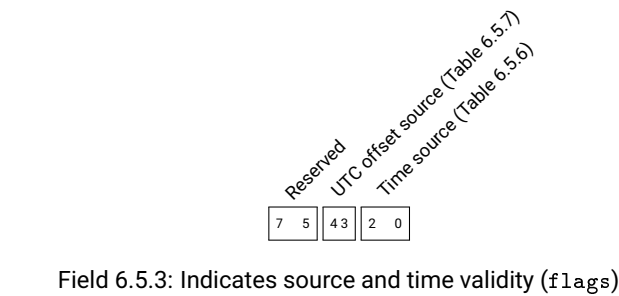 Reserved
UTC offset source (Table 6.5.7)
Time source (Table 6.5.6)
7 5 4 3 2 0
Field 6.5.3: Indicates source and time validity (flags)